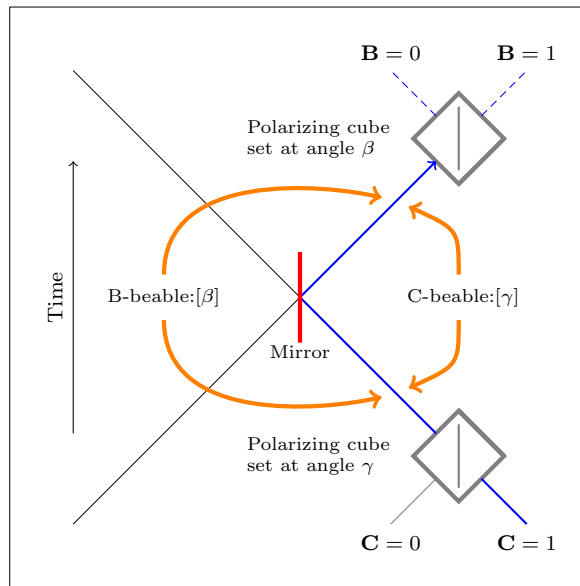 B = 0
B = 1
Polarizing cube
set at angle β
Time
B-beable:[β]
C-beable:[γ]
Mirror
Polarizing cube
set at angle γ
C = 0
C = 1